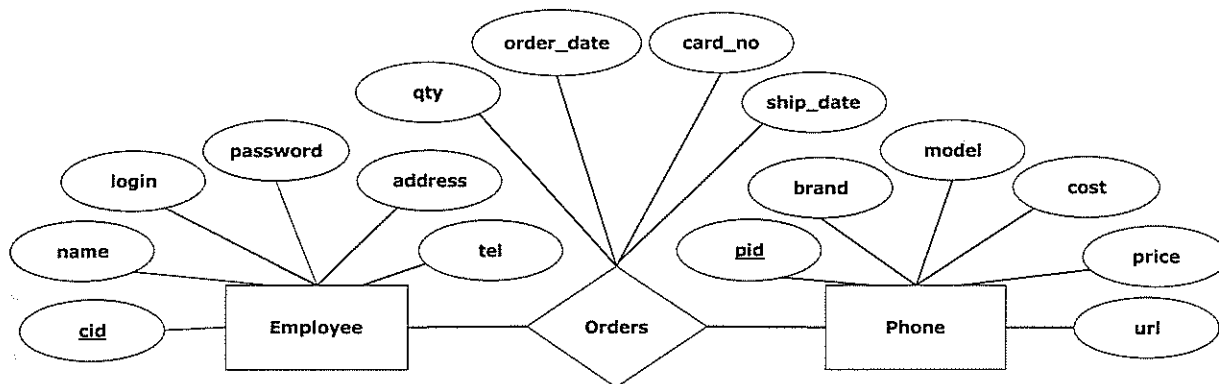 order_date
card_no
qty
ship_date
password
model
login
address
brand
cost
name
tel
pid
price
cid
Employee
Orders
Phone
url